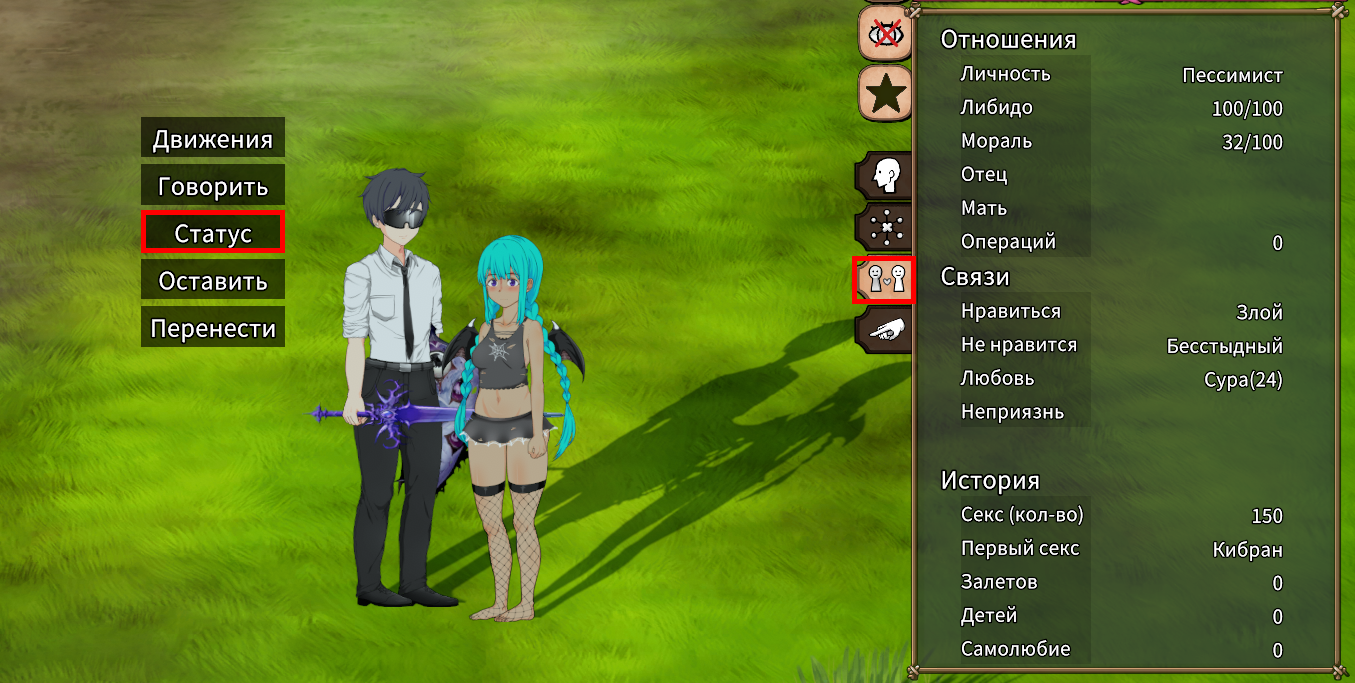 Движения
Говорить
Статус
Оставить
Перенести
Отношения
Личность Пессимист
Либидо 100/100
Мораль 32/100
Отец
Мать
Операций 0
Связи
Нравиться Злой
Не нравится Бесстыдный
Любовь Сура(24)
Неприязнь
История
Секс (кол-во) 150
Первый секс Кибран
Залетов 0
Детей 0
Самолюбие 0